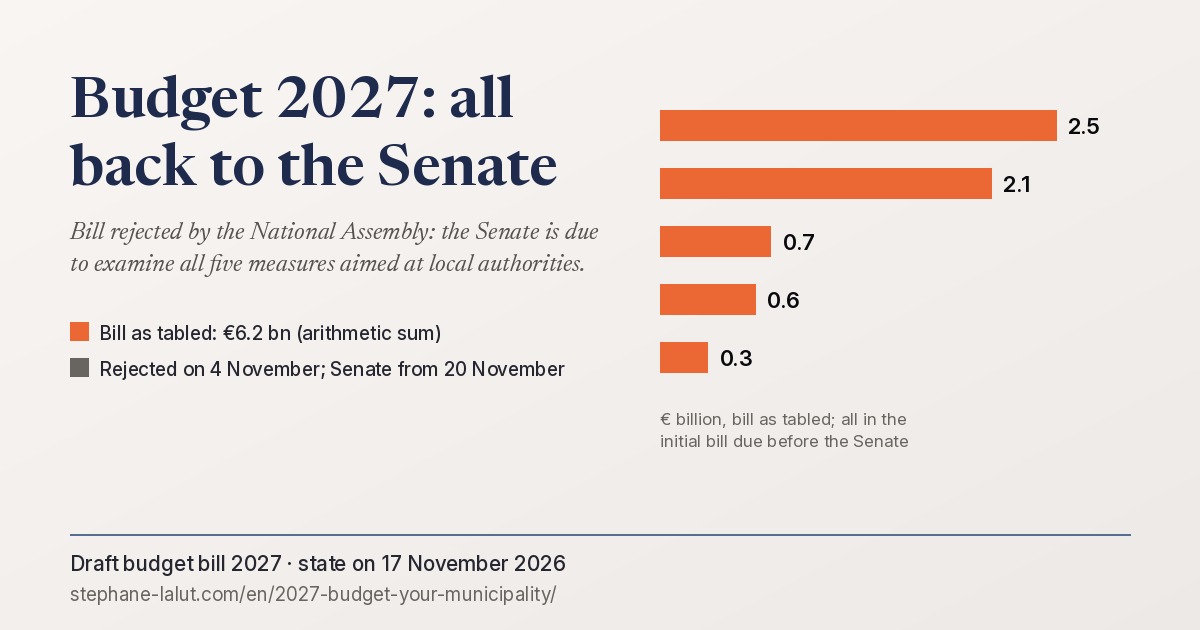 Budget 2027: all
back to the Senate
Bill rejected by the National Assembly: the Senate is due
to examine all five measures aimed at local authorities.
Bill as tabled: €6.2 bn (arithmetic sum)
Rejected on 4 November; Senate from 20 November
2.5
2.1
0.7
0.6
0.3
€ billion, bill as tabled; all in the
initial bill due before the Senate
Draft budget bill 2027 · state on 17 November 2026
stephane-lalut.com/en/2027-budget-your-municipality/